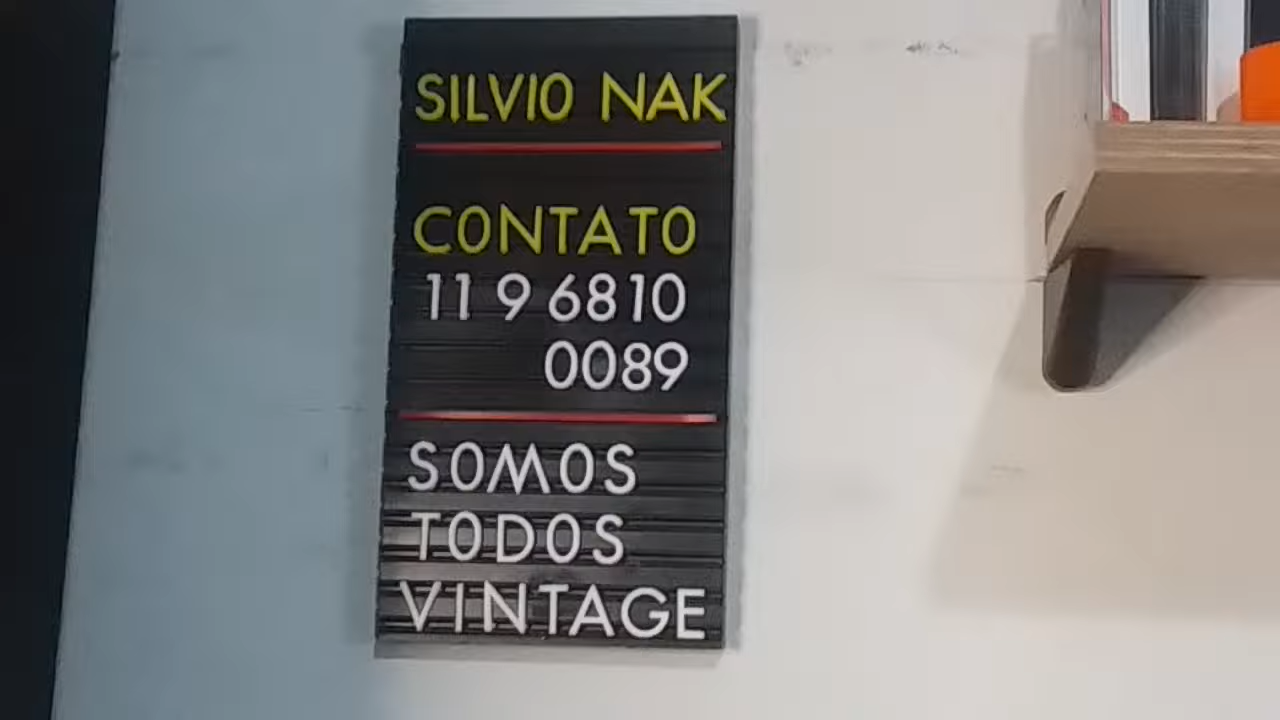 SILVIO NAK
CONTATO
11 9 6810
0089
SOMOS
TODOS
VINTAGE